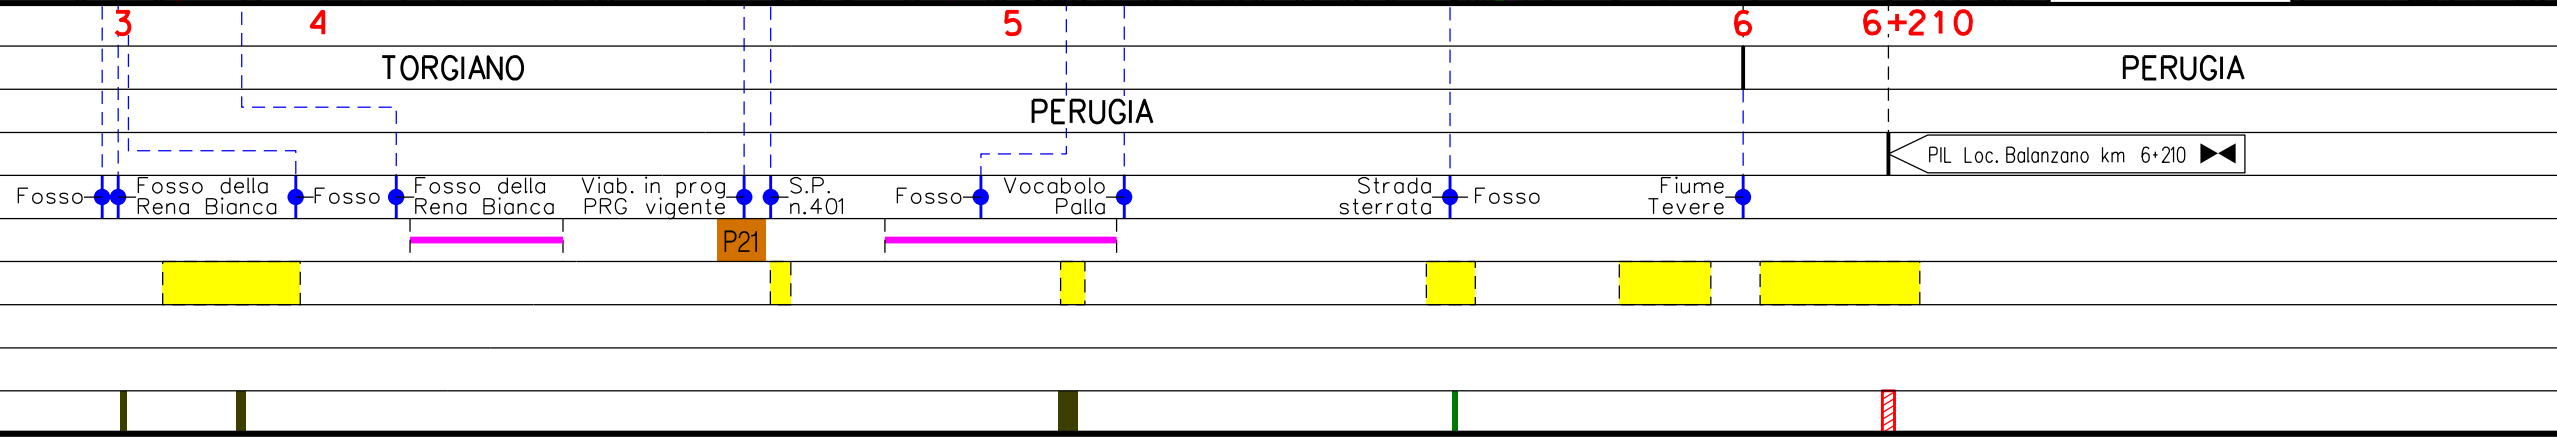 3 4 5 6 6+210
TORGIANO PERUGIA
PERUGIA
PIL Loc. Balanzano km 6+210
Fosso
Fosso della
Rena Bianca
Fosso
Fosso della
Rena Bianca
Viab. in prog
PRG vigente
S.P.
n.401
Fosso
Vocabolo
Palla
Strada
sterrata
Fosso
Fiume
Tevere
P21